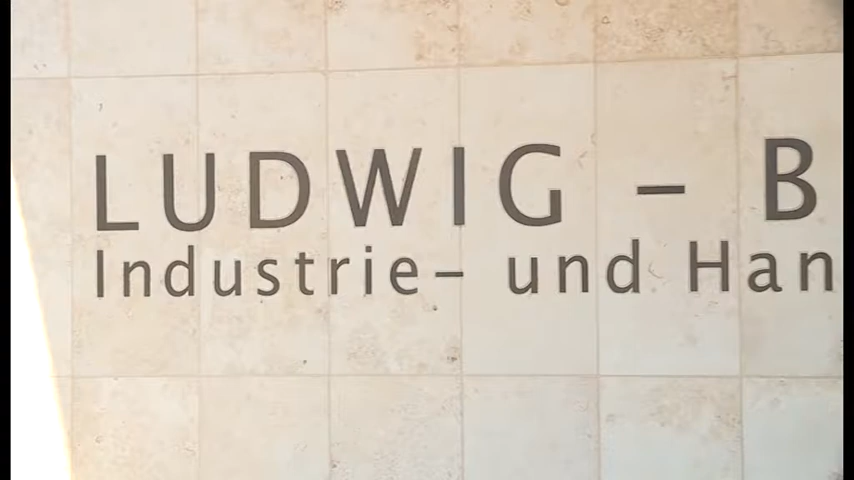 LUDWIG – B
Industrie– und Han